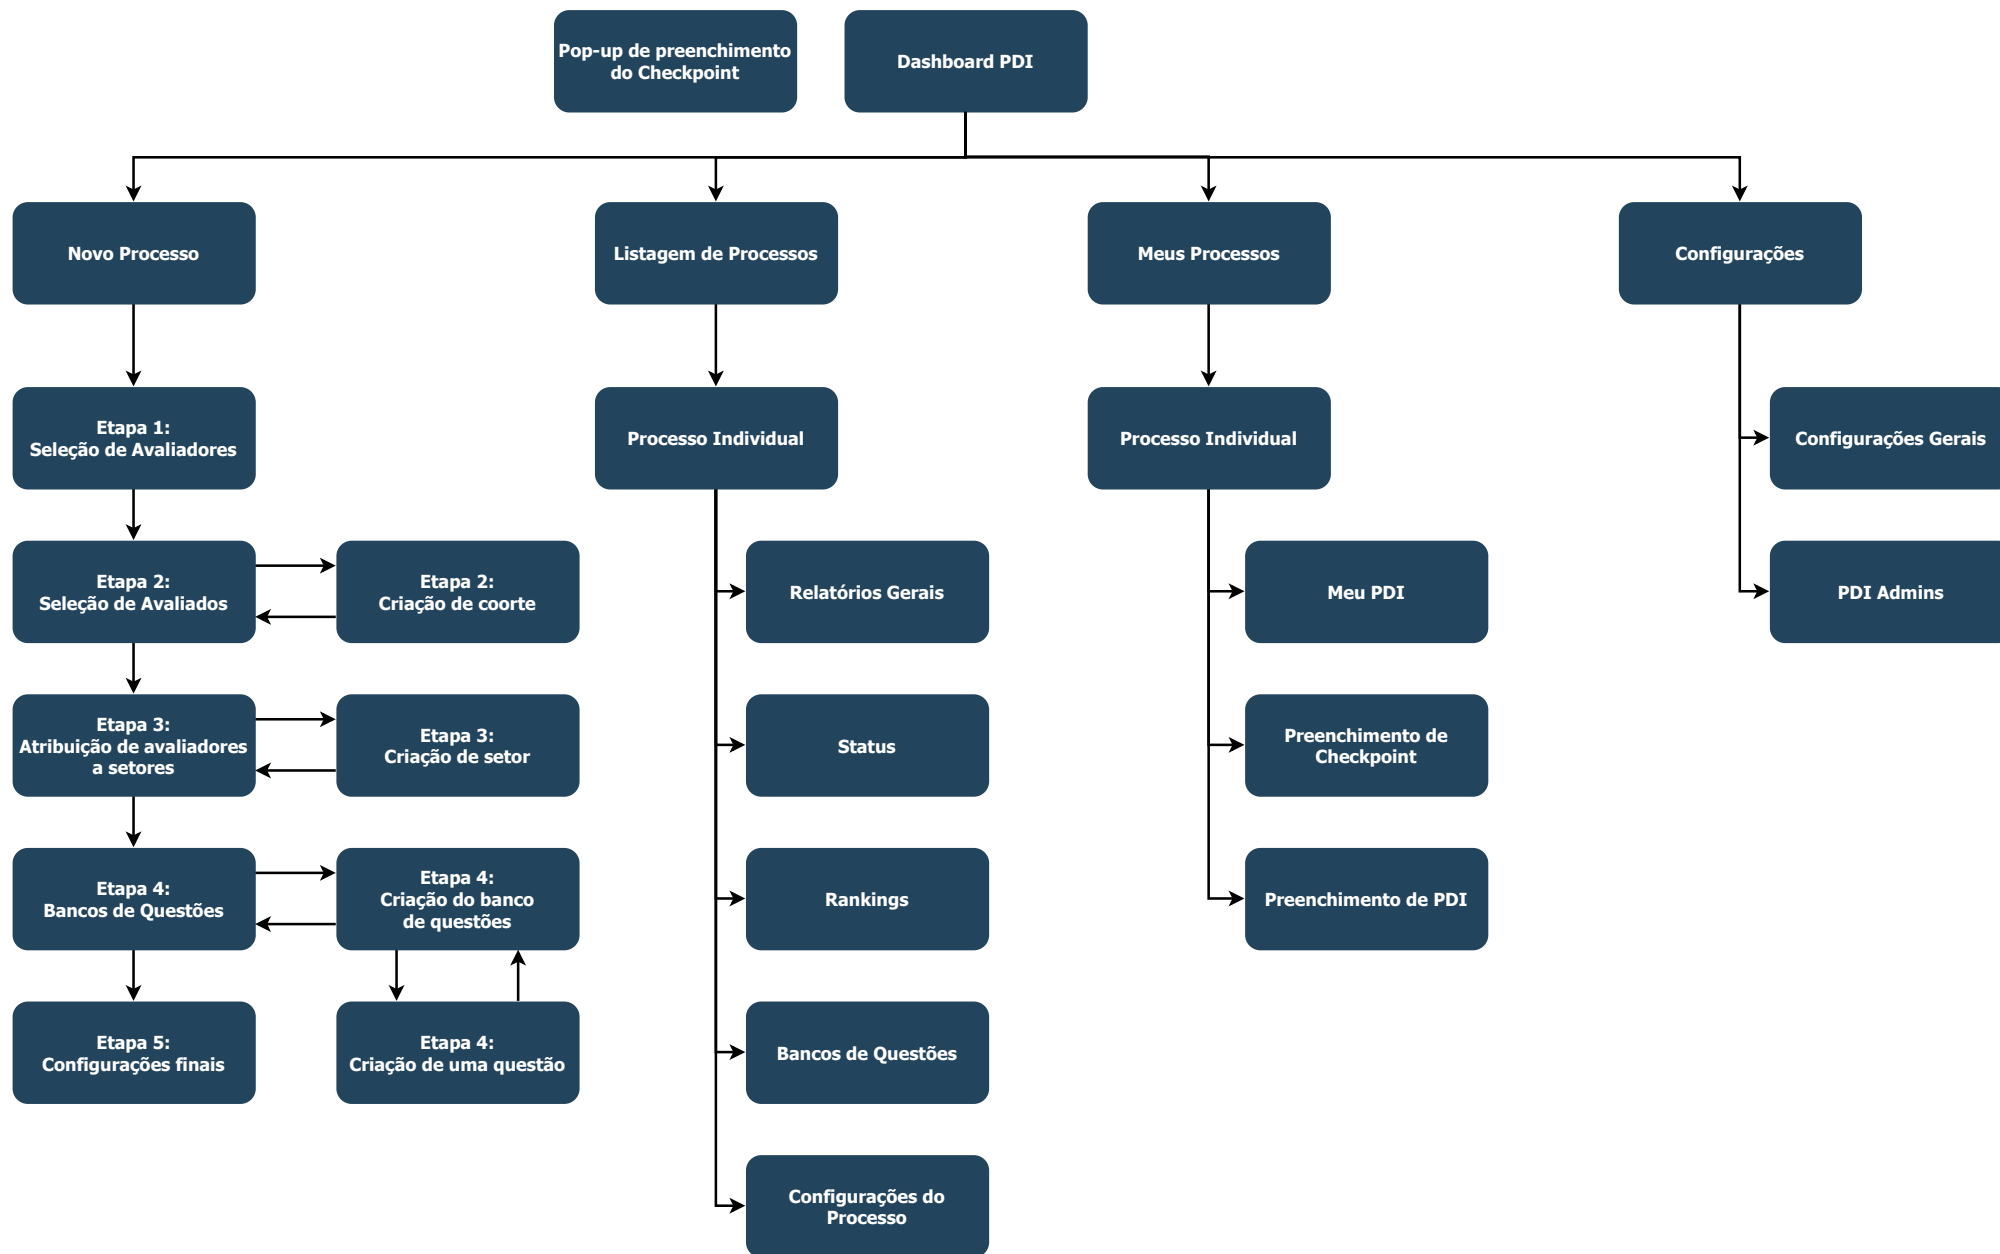 Pop-up de preenchimento
do Checkpoint
Dashboard PDI
Novo Processo
Listagem de Processos
Meus Processos
Configurações
Etapa 1:
Seleção de Avaliadores
Processo Individual
Processo Individual
Configurações Gerais
Etapa 2:
Seleção de Avaliados
Etapa 2:
Criação de coorte
Relatórios Gerais
Meu PDI
PDI Admins
Etapa 3:
Atribuição de avaliadores
a setores
Etapa 3:
Criação de setor
Status
Preenchimento de
Checkpoint
Etapa 4:
Bancos de Questões
Etapa 4:
Criação do banco
de questões
Rankings
Preenchimento de PDI
Etapa 5:
Configurações finais
Etapa 4:
Criação de uma questão
Bancos de Questões
Configurações do
Processo